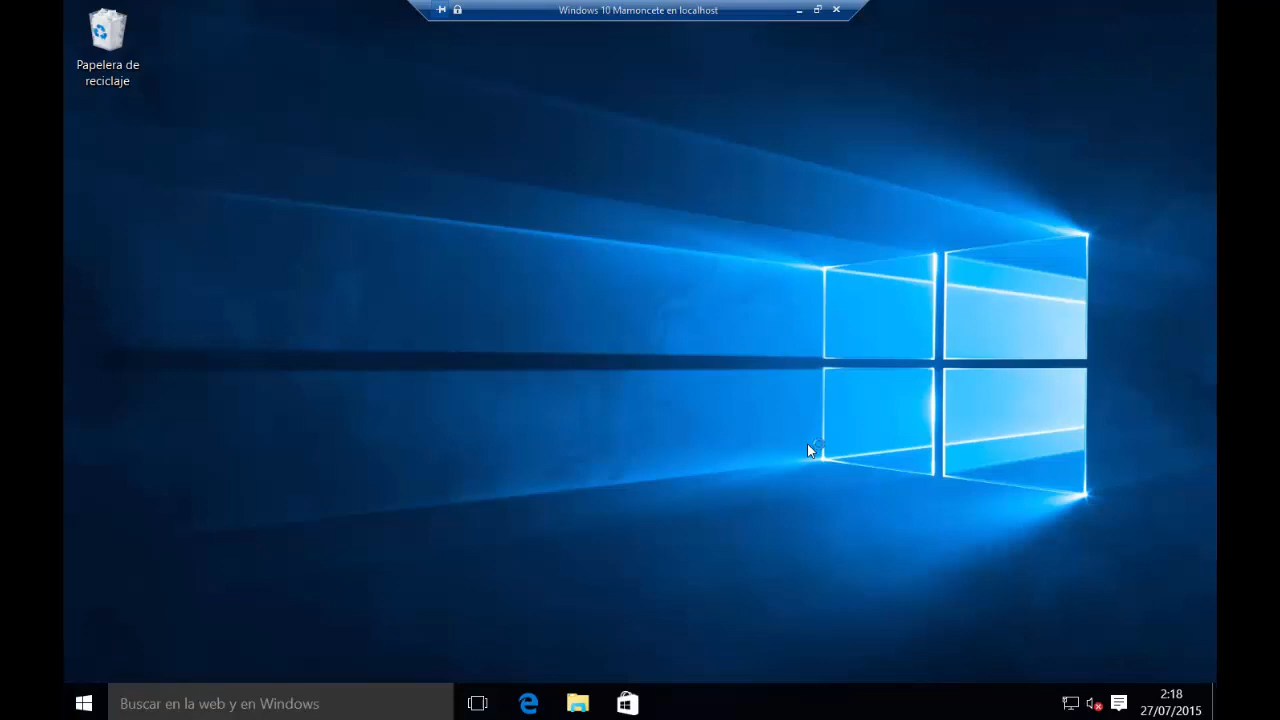 Windows 10 Mamoncete en localhost
Papelera de
reciclaje
Buscar en la web y en Windows
2:18
27/07/2015